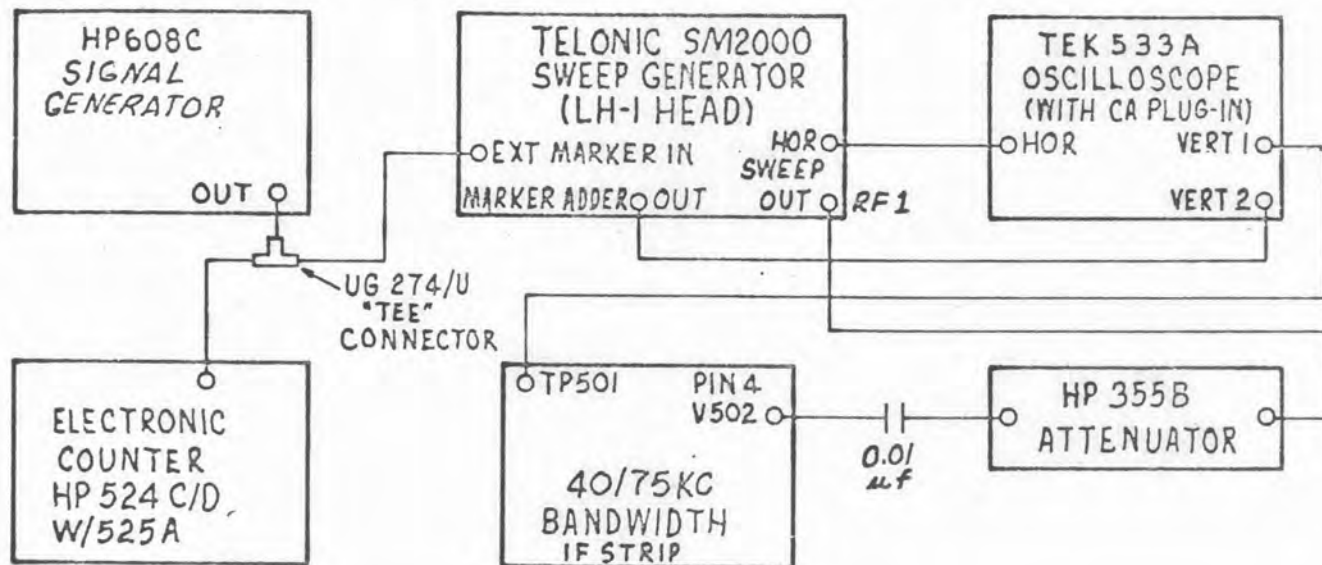 HP608C
SIGNAL
GENERATOR
OUT
TELONIC SM2000
SWEEP GENERATOR
(LH-1 HEAD)
EXT MARKER IN
HOR
SWEEP
MARKER ADDER OUT
OUT RF1
TEK 533A
OSCILLOSCOPE
(WITH CA PLUG-IN)
HOR
VERT 1
VERT 2
UG 274/U
"TEE"
CONNECTOR
ELECTRONIC
COUNTER
HP 524 C/D
W/525A
TP501
PIN 4
V502
40/75KC
BANDWIDTH
IF STRIP
0.01
µf
HP 355B
ATTENUATOR